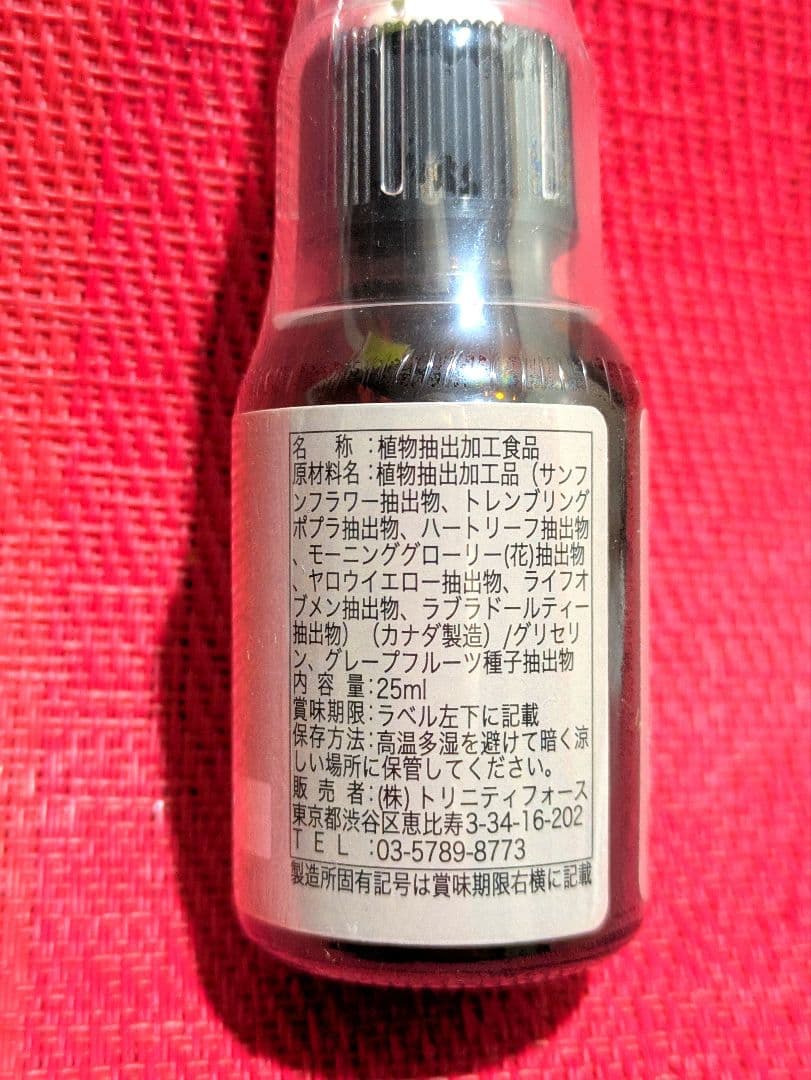 名 称:植物抽出加工食品
原材料名:植物抽出加工品(サンフ
ンフラワー抽出物、トレンブリング
ポプラ抽出物、ハートリーフ抽出物
、モーニンググローリー(花)抽出物
、ヤロウイエロー抽出物、ライフオ
ブメン抽出物、ラブラドールティー
抽出物)(カナダ製造)/グリセリ
ン、グレープフルーツ種子抽出物
内 容 量:25ml
賞味期限:ラベル左下に記載
保存方法:高温多湿を避けて暗く涼
しい場所に保管してください。
販 売 者:(株)トリニティフォース
東京都渋谷区恵比寿3-34-16-202
T E L :03-5789-8773
製造所固有記号は賞味期限右横に記載